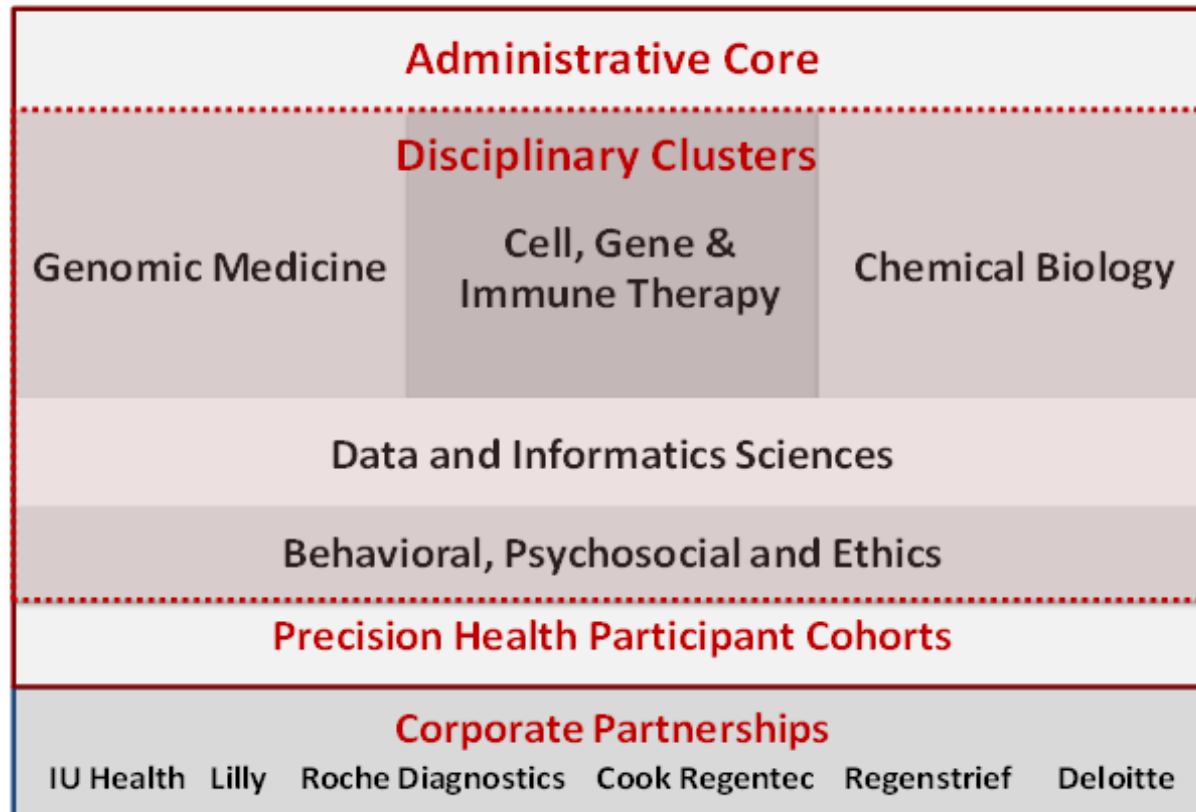 Administrative Core
Disciplinary Clusters
Genomic Medicine
Cell, Gene &
Immune Therapy
Chemical Biology
Data and Informatics Sciences
Behavioral, Psychosocial and Ethics
Precision Health Participant Cohorts
Corporate Partnerships
IU Health Lilly Roche Diagnostics Cook Regentec Regenstrief Deloitte